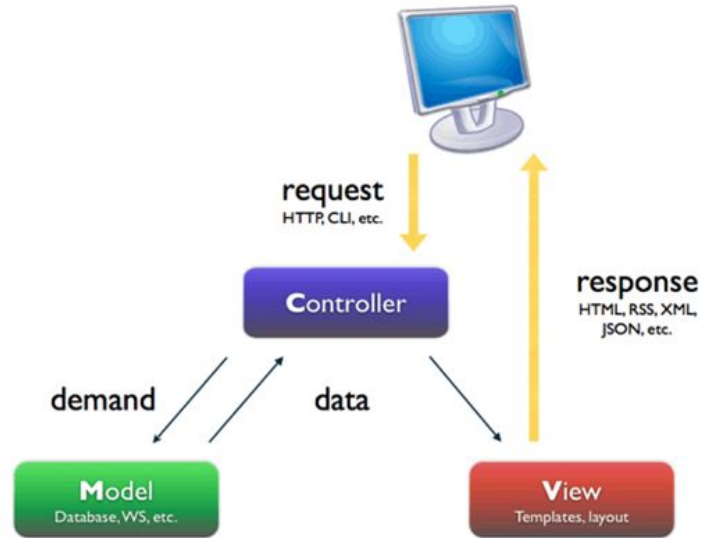 request
HTTP, CLI, etc.
Controller
response
HTML, RSS, XML,
JSON, etc.
demand
data
Model
Database, WS, etc.
View
Templates, layout